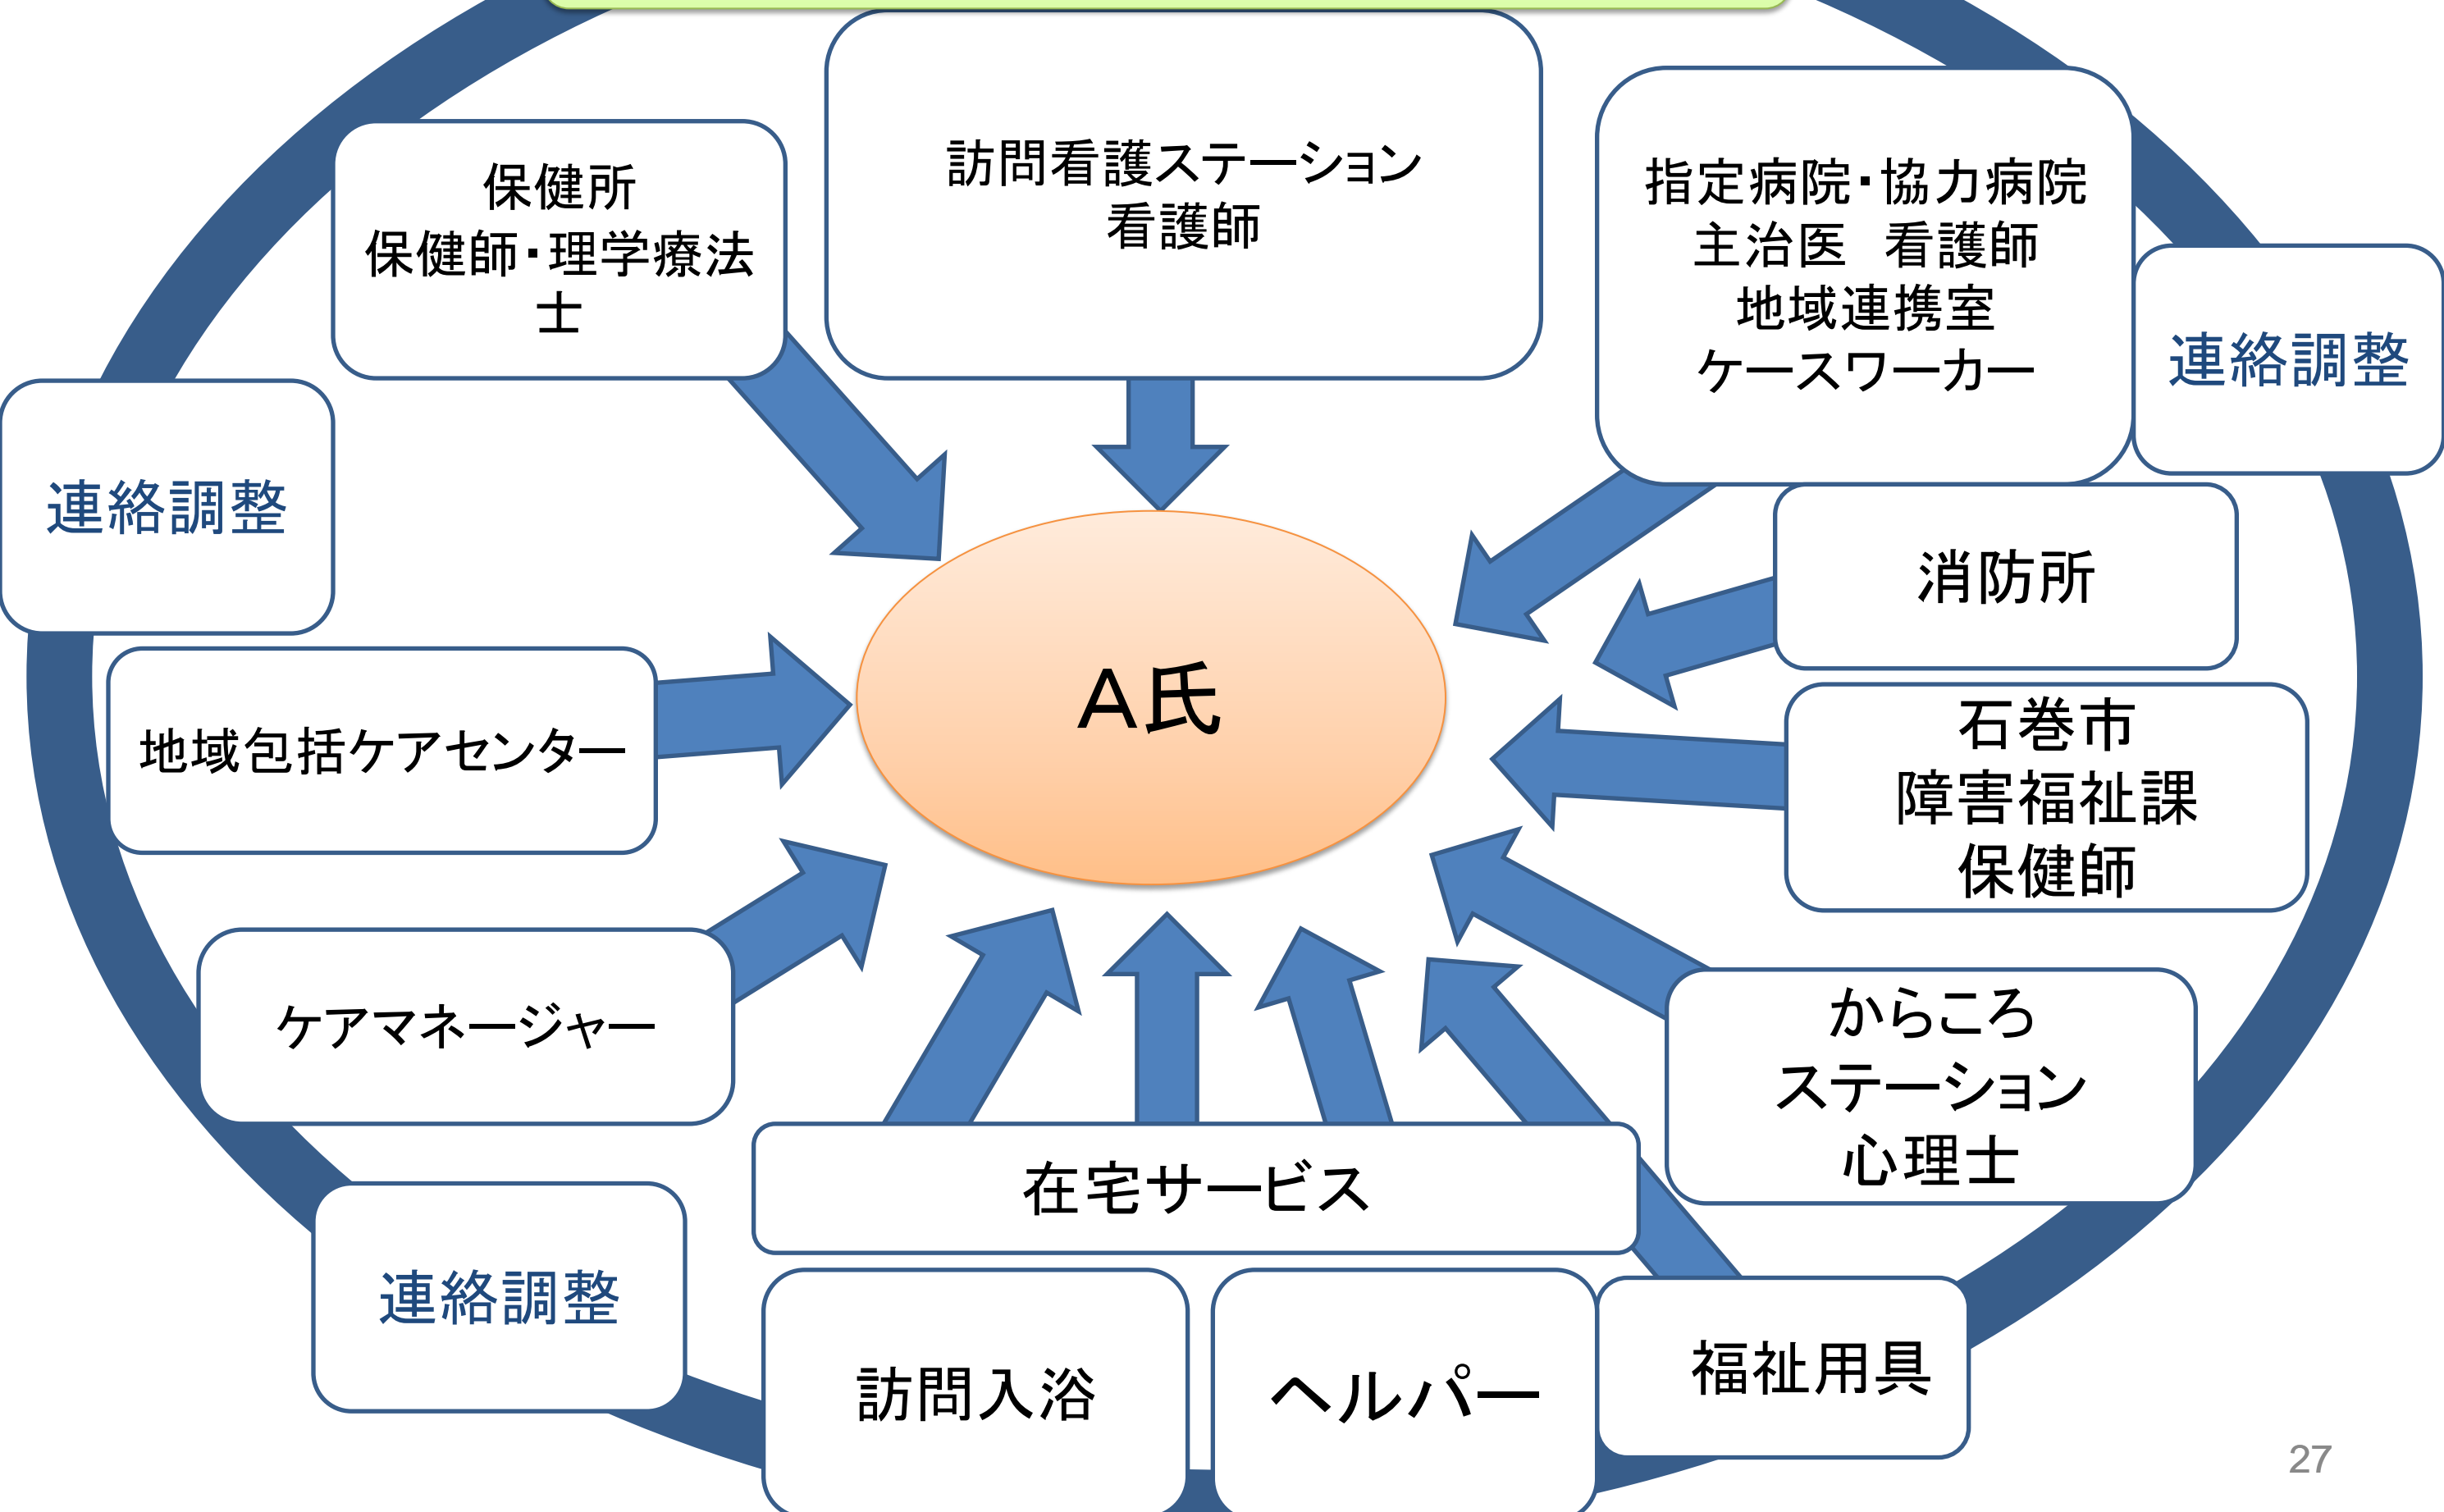 訪問看護ステーション
看護師
保健所
保健師・理学療法
士
指定病院・協力病院
主治医　看護師
地域連携室
ケースワーカー
連絡調整
連絡調整
消防所
A氏
石巻市
障害福祉課
保健師
地域包括ケアセンター
ケアマネージャー
からころ
ステーション
心理士
在宅サービス
連絡調整
訪問入浴
ヘルパー
福祉用具
27